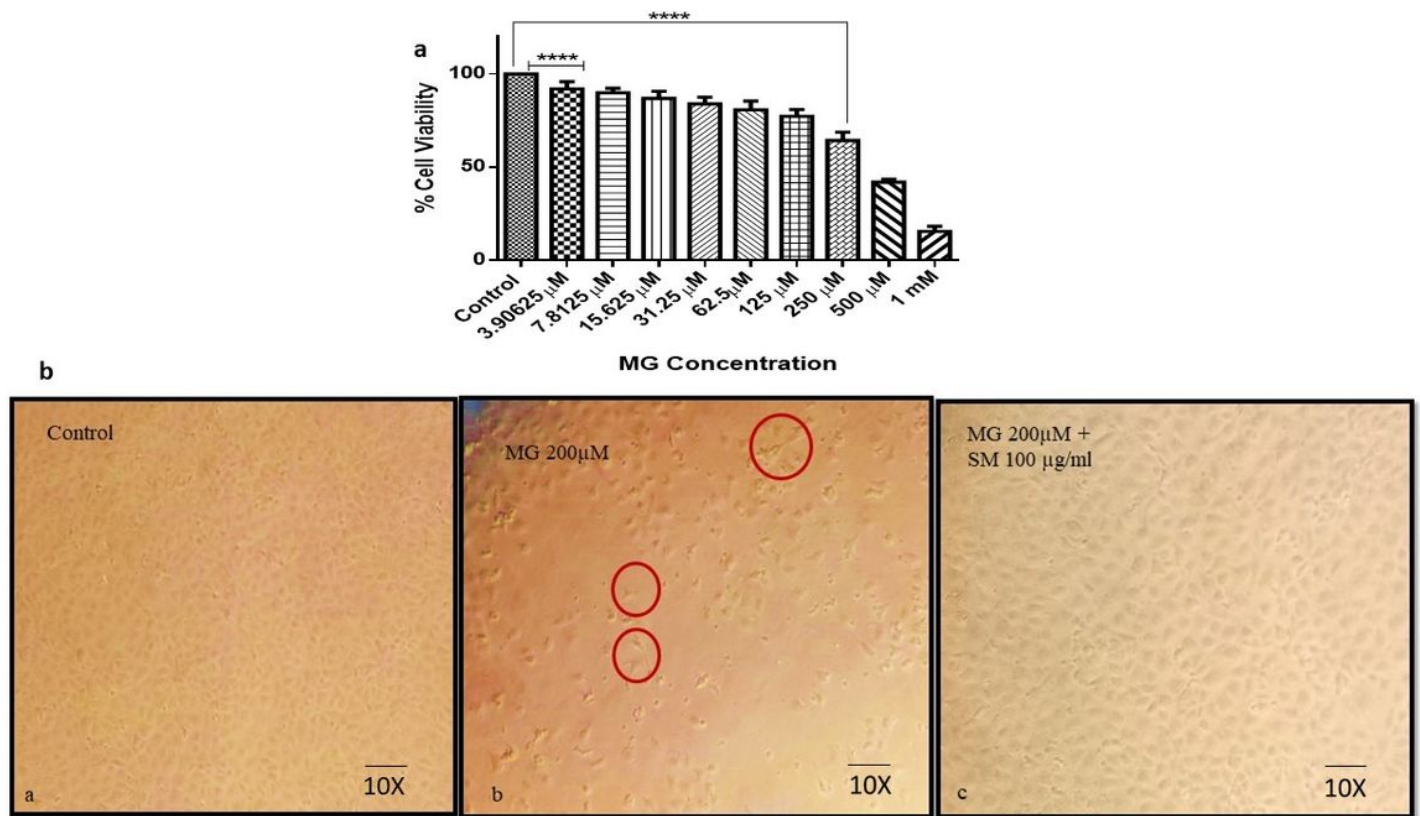 ****
a
****
100
50
0
% Cell Viability
Control
3.90625 µM
7.8125 µM
15.625 µM
31.25 µM
62.5µM
125 µM
250 µM
500 µM
1 mM
MG Concentration
b
Control
10X
a
MG 200µM
10X
b
MG 200µM +
SM 100 µg/ml
10X
c